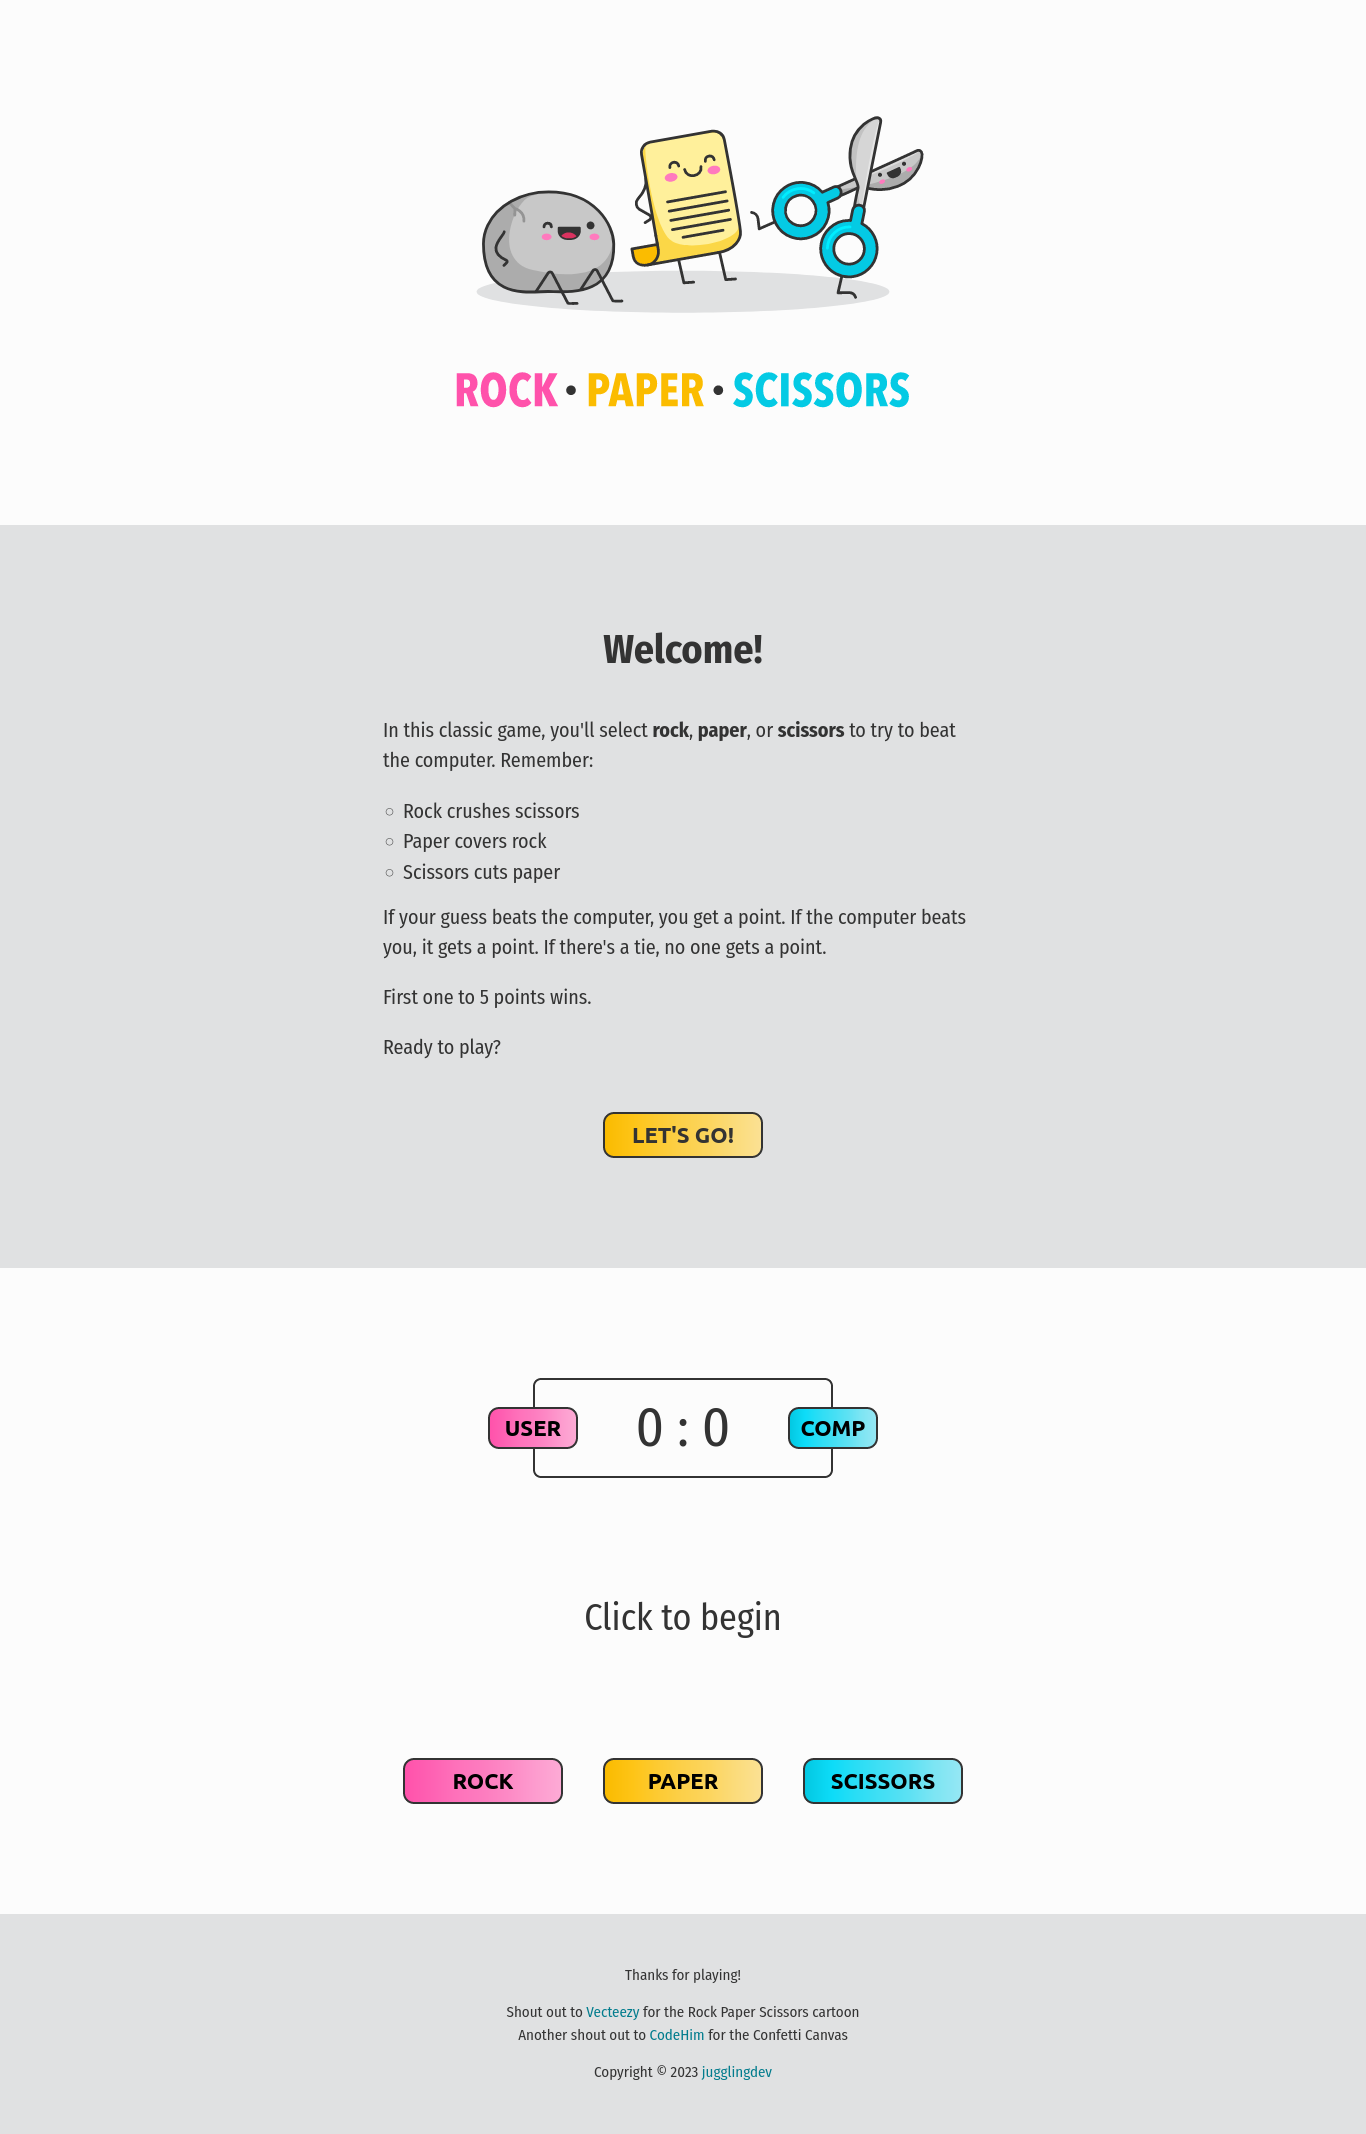 ROCK • PAPER • SCISSORS
Welcome!
In this classic game, you'll select rock, paper, or scissors to try to beat
the computer. Remember:
Rock crushes scissors
Paper covers rock
Scissors cuts paper
If your guess beats the computer, you get a point. If the computer beats
you, it gets a point. If there's a tie, no one gets a point.
First one to 5 points wins.
Ready to play?
LET'S GO!
USER 0 : 0 COMP
Click to begin
ROCK PAPER SCISSORS
Thanks for playing!
Shout out to Vecteezy for the Rock Paper Scissors cartoon
Another shout out to CodeHim for the Confetti Canvas
Copyright © 2023 jugglingdev